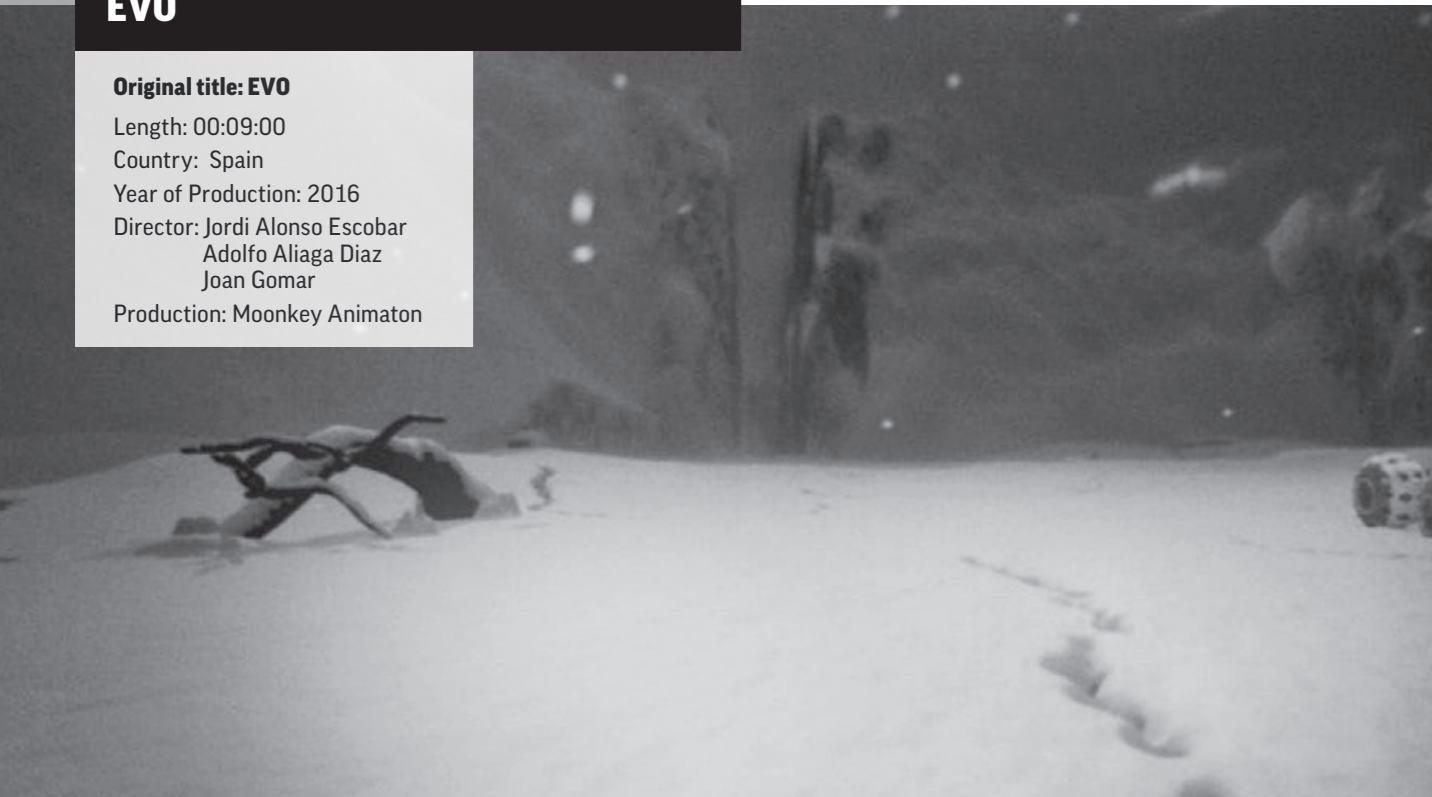 EVO
Original title: EVO
Length: 00:09:00
Country: Spain
Year of Production: 2016
Director: Jordi Alonso Escobar
Adolfo Aliaga Diaz
Joan Gomar
Production: Moonkey Animaton